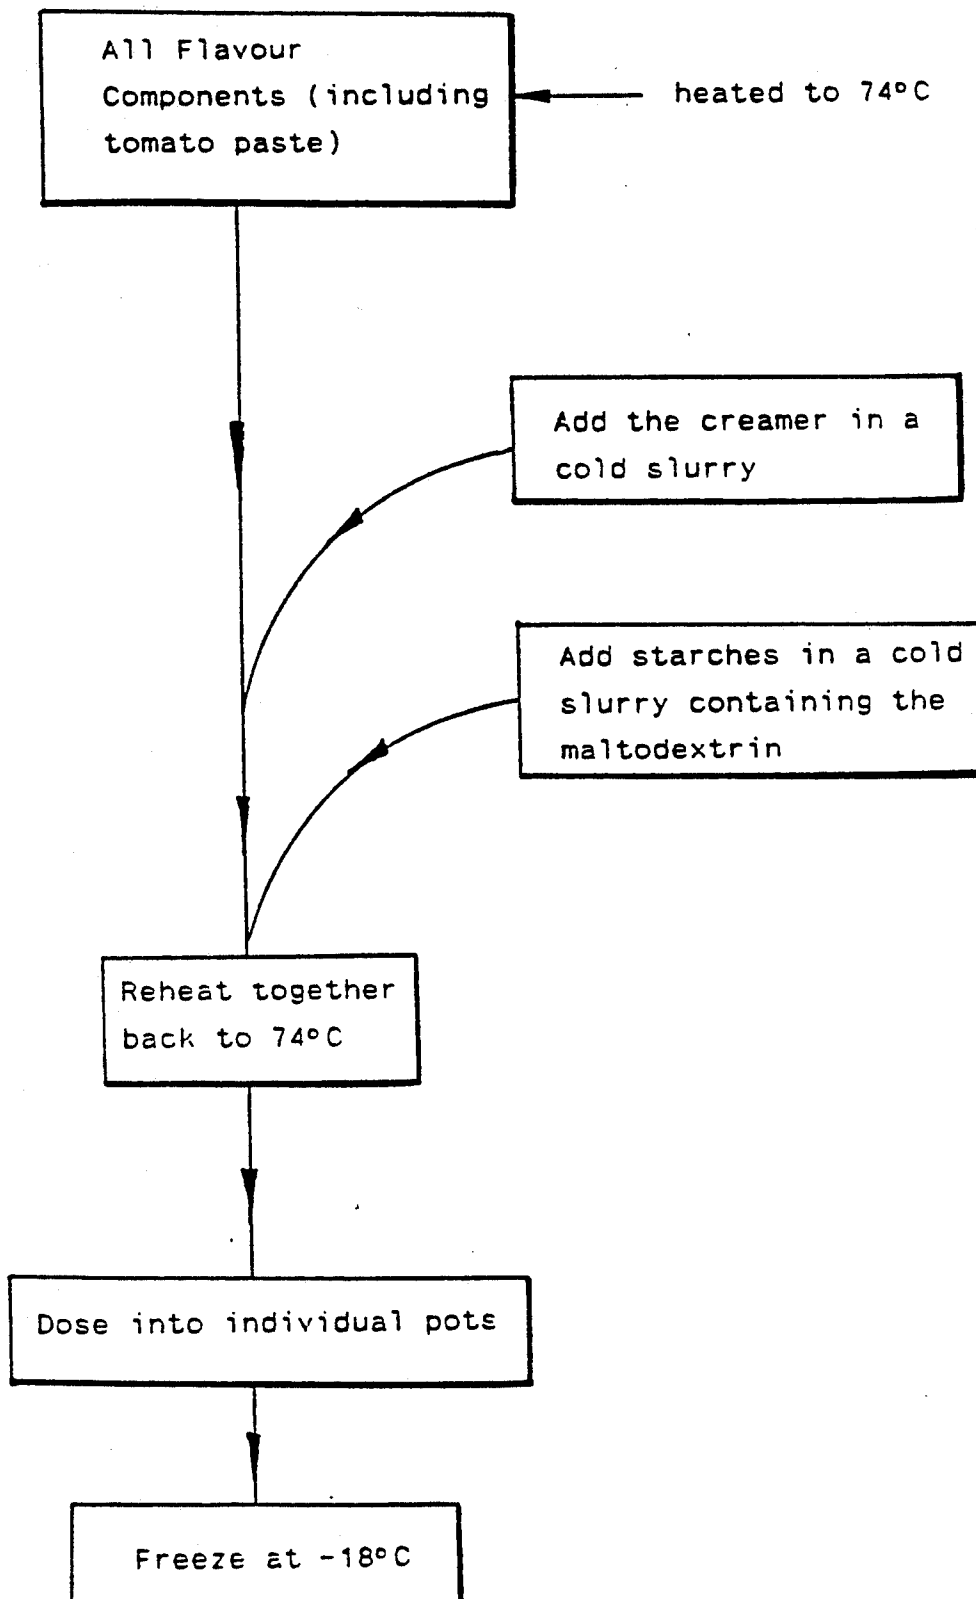 All Flavour
Components (including
tomato paste)
heated to 74°C
Add the creamer in a
cold slurry
Add starches in a cold
slurry containing the
maltodextrin
Reheat together
back to 74°C
Dose into individual pots
Freeze at -18°C